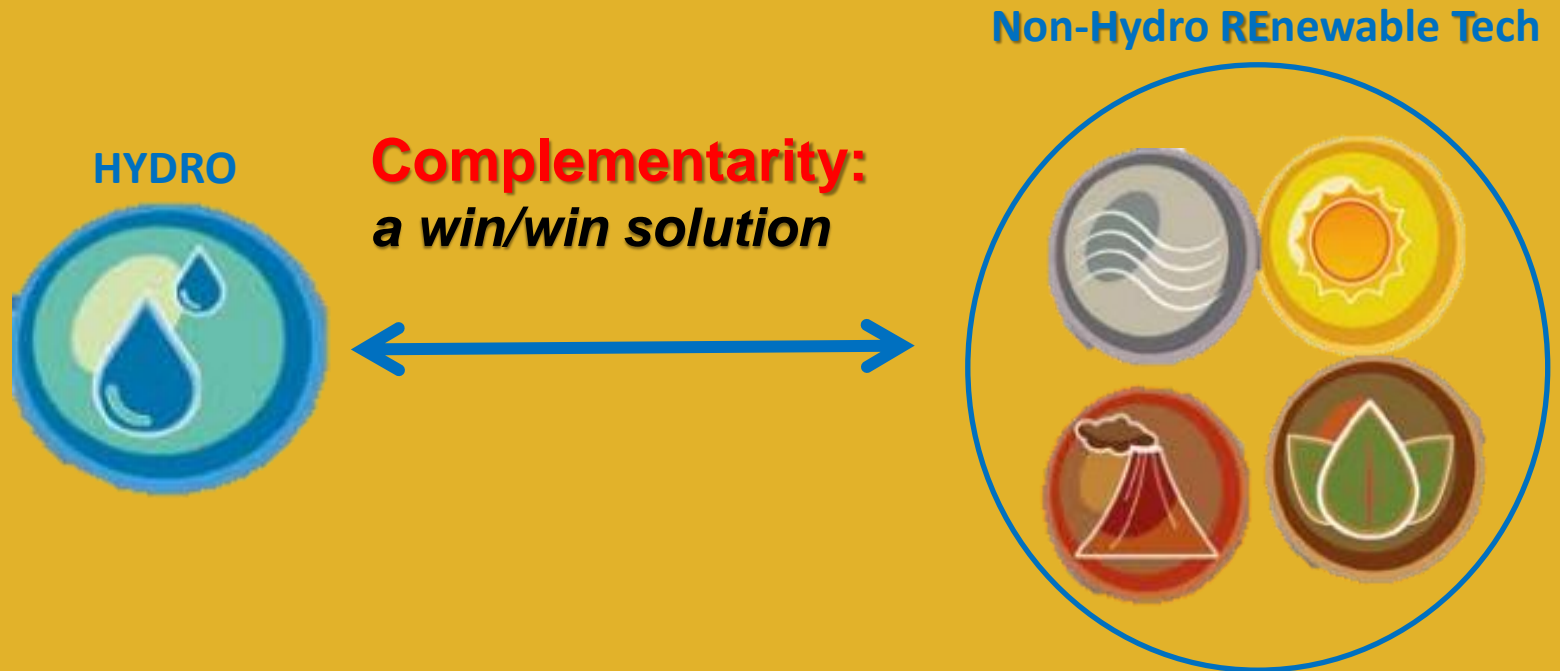 Non-Hydro REnewable Tech
HYDRO
Complementarity:
a win/win solution